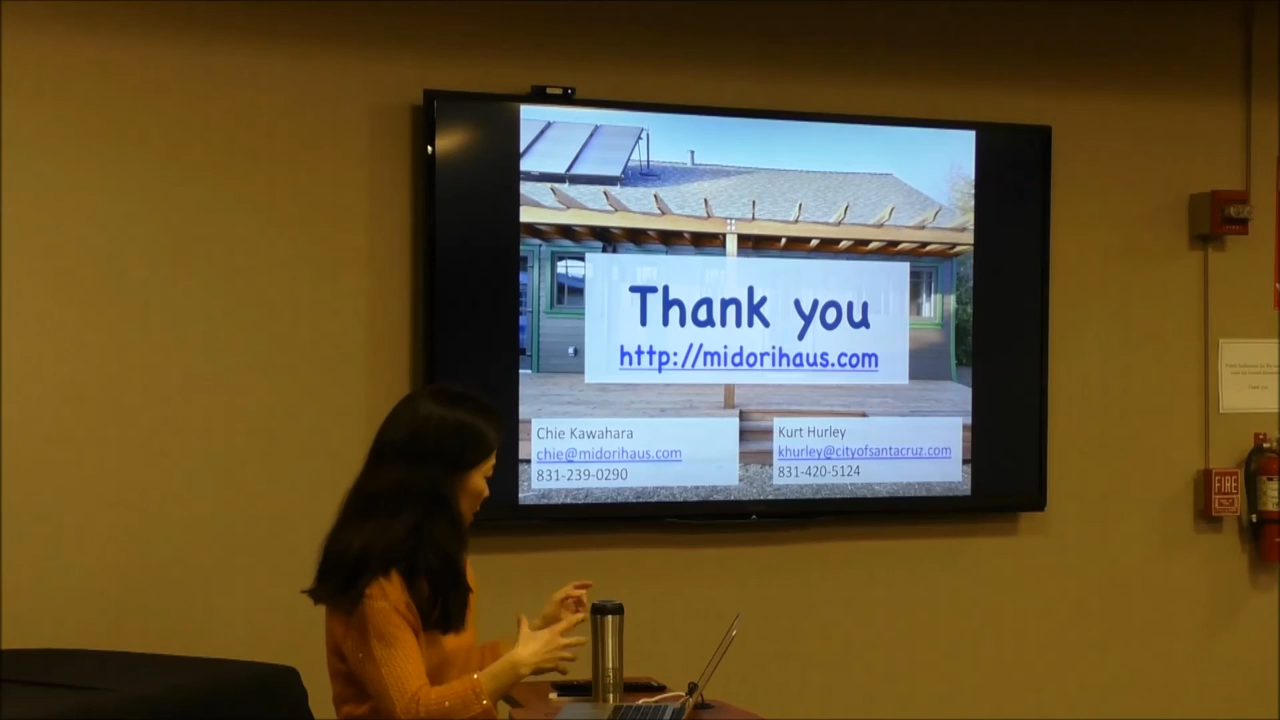 Thank you
http://midorihaus.com
Chie Kawahara
chie@midorihaus.com
831-239-0290
Kurt Hurley
khurley@cityofsantacruz.com
831-420-5124
FIRE